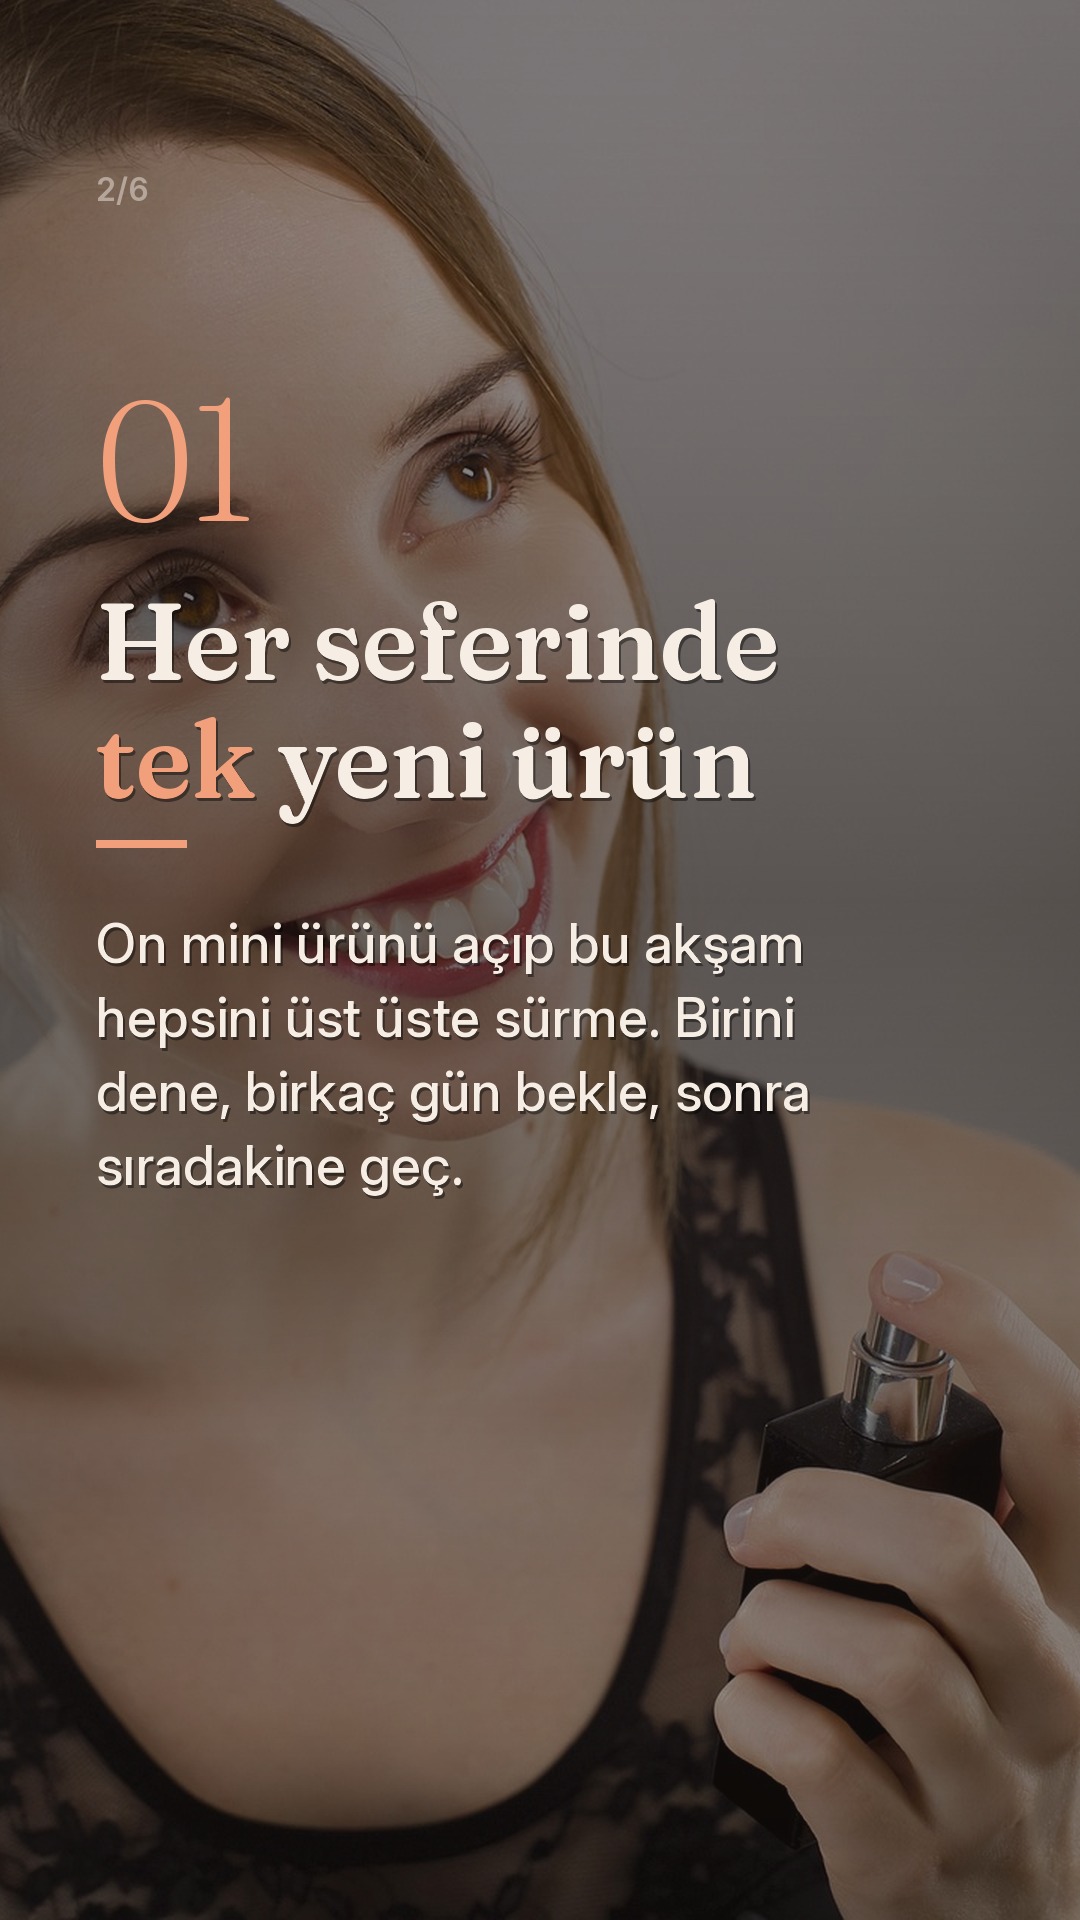 2/6
01
Her seferinde
tek yeni ürün
On mini ürünü açıp bu akşam
hepsini üst üste sürme. Birini
dene, birkaç gün bekle, sonra
sıradakine geç.